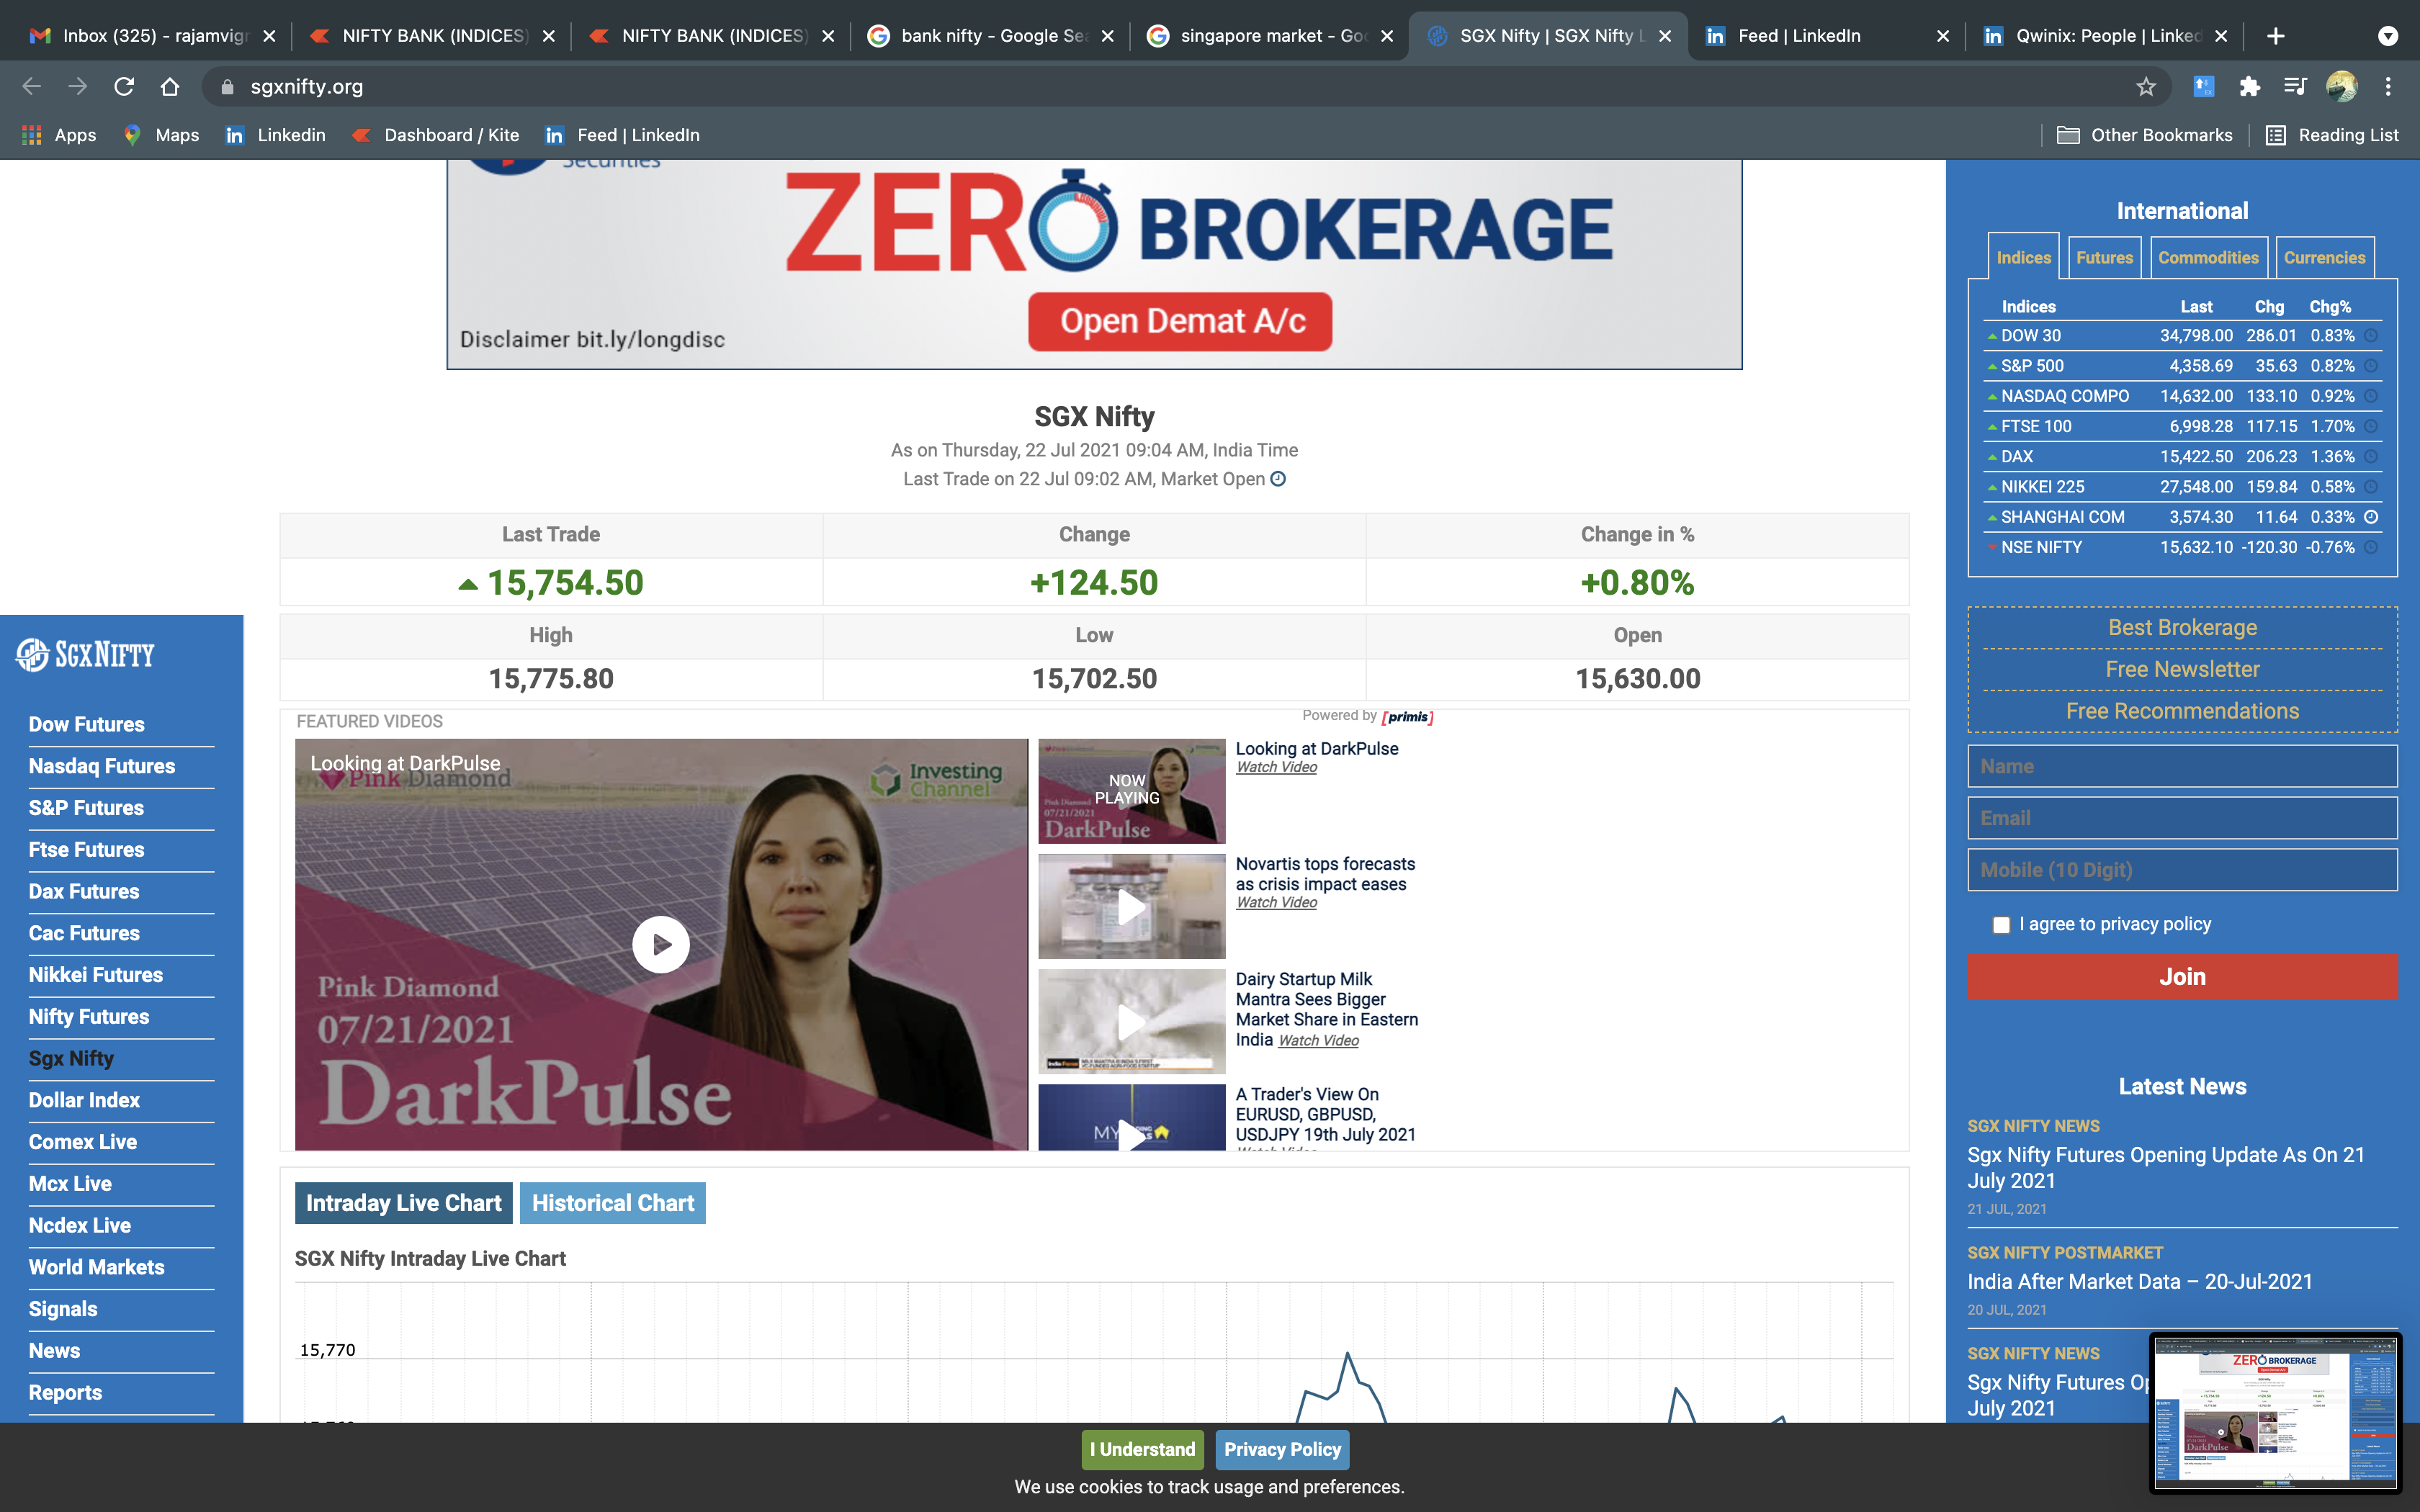 Inbox (325) - rajamvigr
NIFTY BANK (INDICES)
NIFTY BANK (INDICES)
bank nifty - Google Sea
singapore market - Goo
SGX Nifty | SGX Nifty L
Feed | LinkedIn
Qwinix: People | Linked
sgxnifty.org
Apps
Maps
Linkedin
Dashboard / Kite
Feed | LinkedIn
Other Bookmarks
Reading List
Securities
ZERO BROKERAGE
Open Demat A/c
Disclaimer bit.ly/longdisc
SGX Nifty
As on Thursday, 22 Jul 2021 09:04 AM, India Time
Last Trade on 22 Jul 09:02 AM, Market Open
Last Trade Change Change in %
15,754.50 +124.50 +0.80%
High Low Open
15,775.80 15,702.50 15,630.00
FEATURED VIDEOS
Powered by [primis]
Looking at DarkPulse
Pink Diamond
Investing Channel
Pink Diamond
07/21/2021
DarkPulse
NOW PLAYING
Pink Diamond
07/21/2021
DarkPulse
Looking at DarkPulse
Watch Video
Novartis tops forecasts
as crisis impact eases
Watch Video
Dairy Startup Milk
Mantra Sees Bigger
Market Share in Eastern
India Watch Video
A Trader's View On
EURUSD, GBPUSD,
USDJPY 19th July 2021
Watch Video
Intraday Live Chart
Historical Chart
SGX Nifty Intraday Live Chart
15,770
SGXNIFTY
Dow Futures
Nasdaq Futures
S&P Futures
Ftse Futures
Dax Futures
Cac Futures
Nikkei Futures
Nifty Futures
Sgx Nifty
Dollar Index
Comex Live
Mcx Live
Ncdex Live
World Markets
Signals
News
Reports
International
Indices Futures Commodities Currencies
Indices Last Chg Chg%
DOW 30 34,798.00 286.01 0.83%
S&P 500 4,358.69 35.63 0.82%
NASDAQ COMPO 14,632.00 133.10 0.92%
FTSE 100 6,998.28 117.15 1.70%
DAX 15,422.50 206.23 1.36%
NIKKEI 225 27,548.00 159.84 0.58%
SHANGHAI COM 3,574.30 11.64 0.33%
NSE NIFTY 15,632.10 -120.30 -0.76%
Best Brokerage
Free Newsletter
Free Recommendations
Name
Email
Mobile (10 Digit)
I agree to privacy policy
Join
Latest News
SGX NIFTY NEWS
Sgx Nifty Futures Opening Update As On 21
July 2021
21 JUL, 2021
SGX NIFTY POSTMARKET
India After Market Data – 20-Jul-2021
20 JUL, 2021
SGX NIFTY NEWS
Sgx Nifty Futures Op
July 2021
ZERO BROKERAGE
DarkPulse
I Understand
Privacy Policy
We use cookies to track usage and preferences.